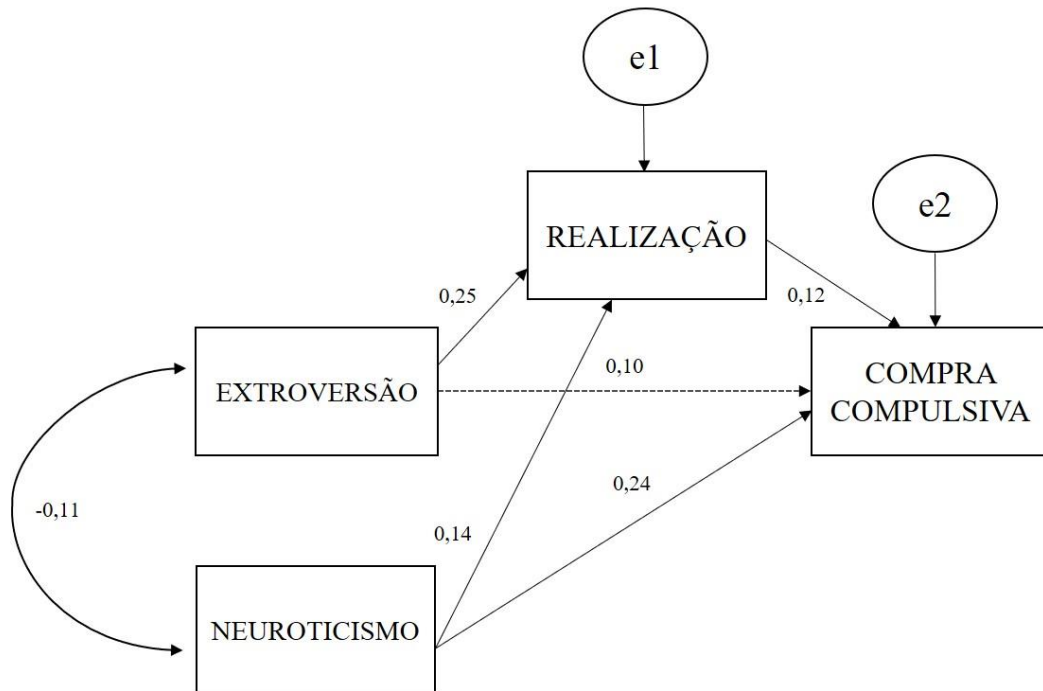 e1
e2
REALIZAÇÃO
0,25
0,12
EXTROVERSÃO
0,10
COMPRA
COMPULSIVA
-0,11
0,14
0,24
NEUROTICISMO